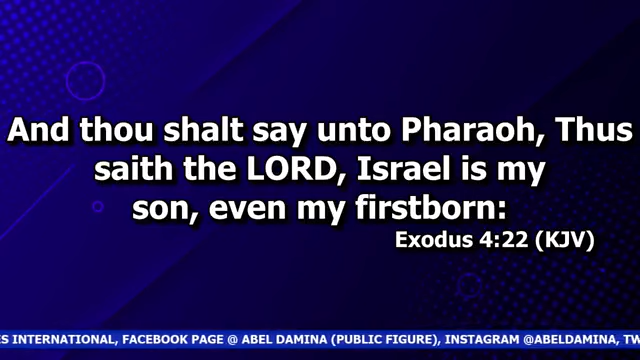 And thou shalt say unto Pharaoh, Thus
saith the LORD, Israel is my
son, even my firstborn:
Exodus 4:22 (KJV)
INTERNATIONAL, FACEBOOK PAGE @ ABEL DAMINA (PUBLIC FIGURE), INSTAGRAM @ABELDAMINA,